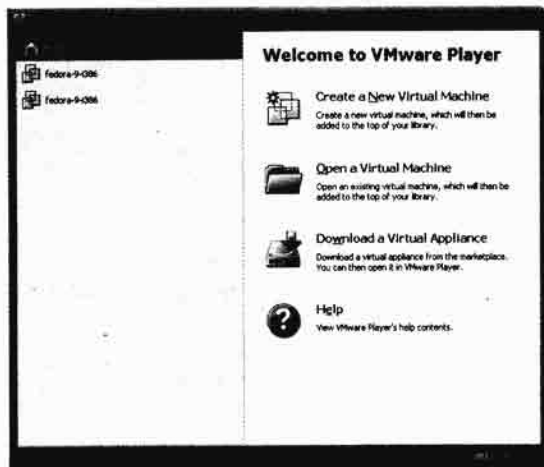 fedora-9-i386
fedora-9-i386
Welcome to VMware Player
Create a New Virtual Machine
Create a new virtual machine, which will then be
added to the top of your library.
Open a Virtual Machine
Open an existing virtual machine, which will then be
added to the top of your library.
Download a Virtual Appliance
Download a virtual appliance from the marketplace.
You can then open it in VMware Player.
Help
View VMware Player's help contents.